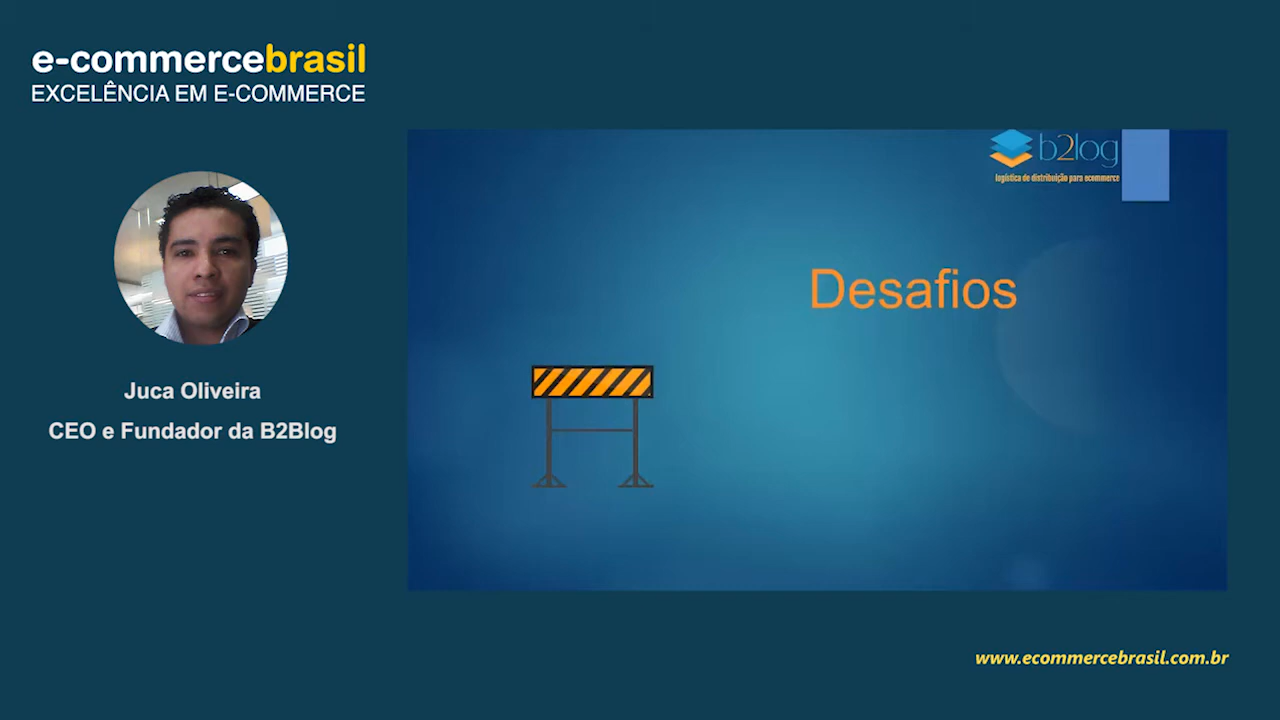 e-commercebrasil
EXCELÊNCIA EM E-COMMERCE
Juca Oliveira
CEO e Fundador da B2Blog
b2log
logística de distribuição para ecommerce
Desafios
www.ecommercebrasil.com.br